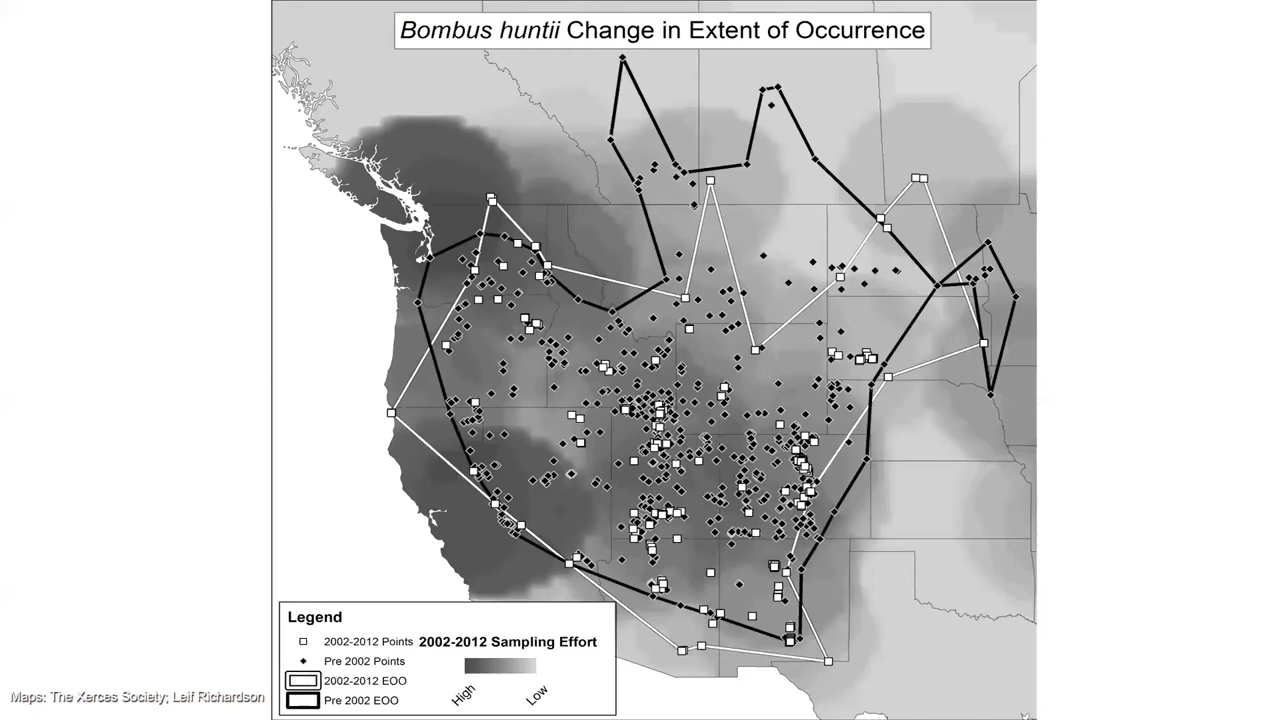 Bombus huntii Change in Extent of Occurrence
Legend
2002-2012 Points
Pre 2002 Points
2002-2012 EOO
Pre 2002 EOO
2002-2012 Sampling Effort
High
Low
Maps: The Xerces Society; Leif Richardson